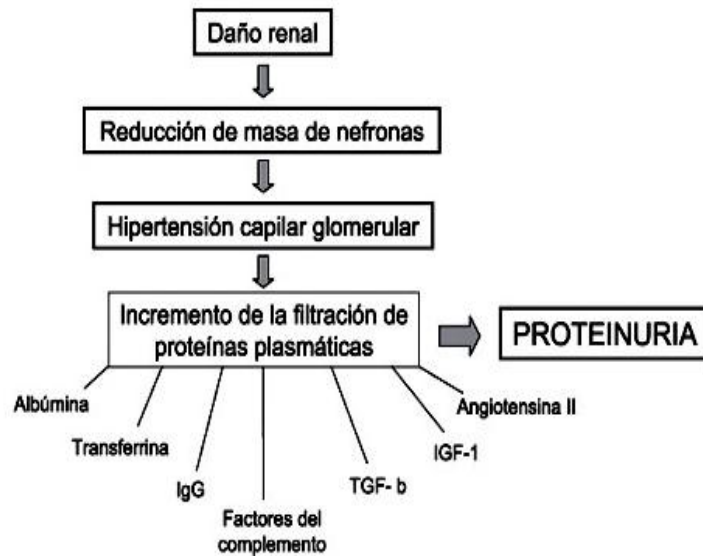 Daño renal
Reducción de masa de nefronas
Hipertensión capilar glomerular
Incremento de la filtración de
proteínas plasmáticas
PROTEINURIA
Albúmina
Transferrina
IgG
Factores del
complemento
TGF- b
IGF-1
Angiotensina II